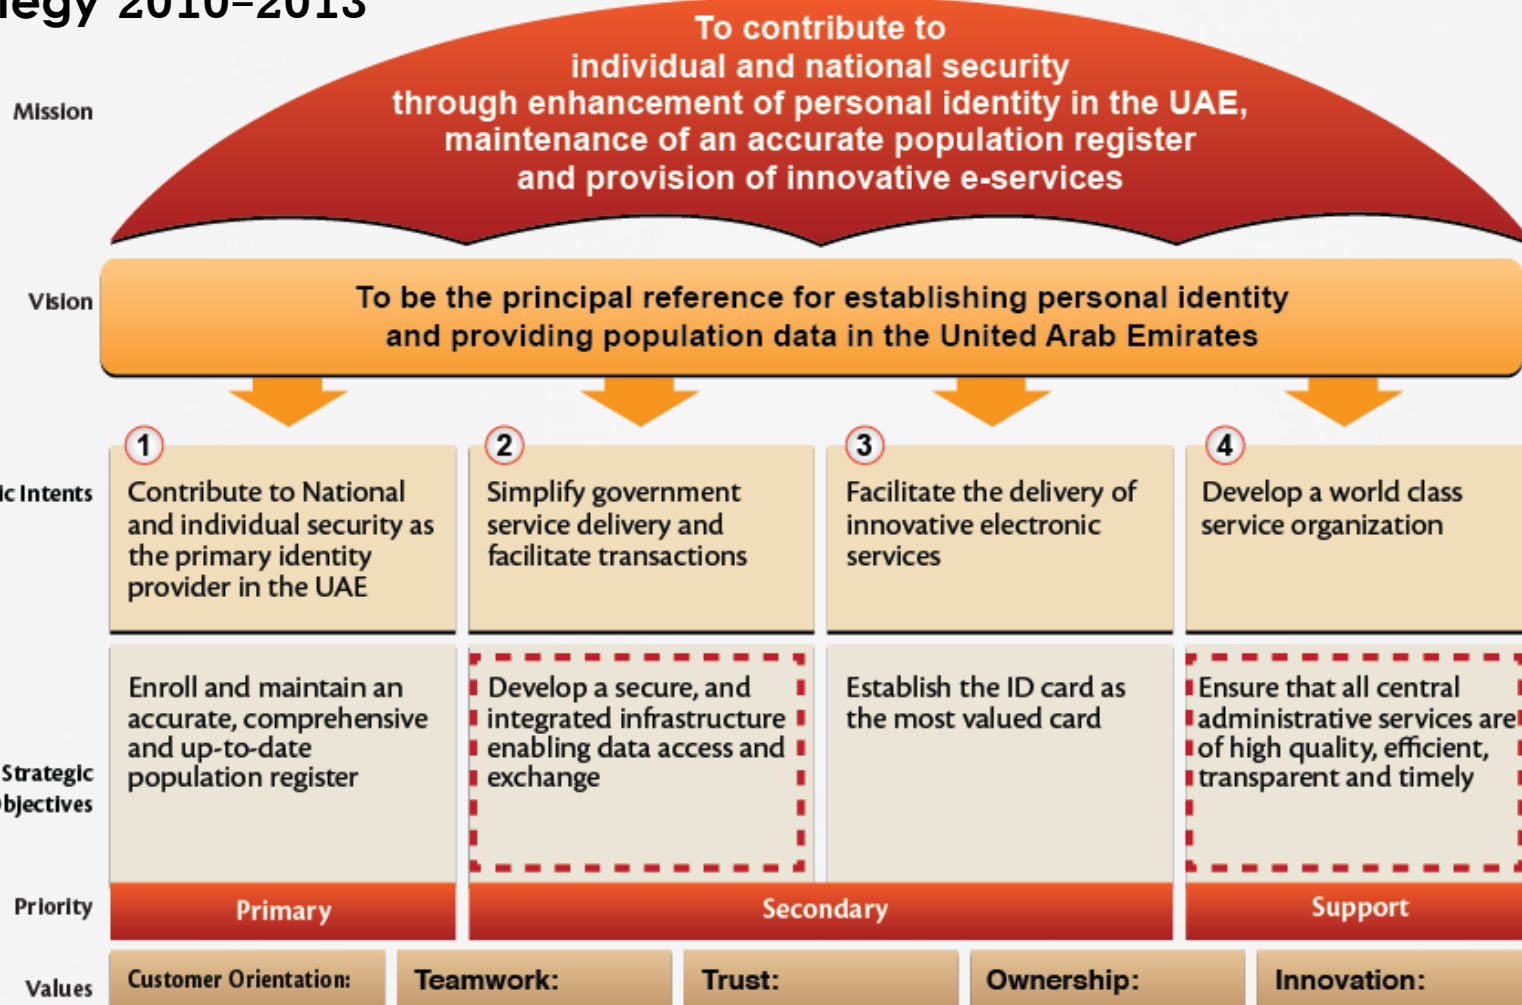 egy 2010–2013
Mission
To contribute to
individual and national security
through enhancement of personal identity in the UAE,
maintenance of an accurate population register
and provision of innovative e-services
Vision
To be the principal reference for establishing personal identity
and providing population data in the United Arab Emirates
ic Intents
1
Contribute to National
and individual security as
the primary identity
provider in the UAE
2
Simplify government
service delivery and
facilitate transactions
3
Facilitate the delivery of
innovative electronic
services
4
Develop a world class
service organization
Strategic
bjectives
Enroll and maintain an
accurate, comprehensive
and up-to-date
population register
Develop a secure, and
integrated infrastructure
enabling data access and
exchange
Establish the ID card as
the most valued card
Ensure that all central
administrative services are
of high quality, efficient,
transparent and timely
Priority
Primary
Secondary
Support
Values
Customer Orientation:
Teamwork:
Trust:
Ownership:
Innovation: